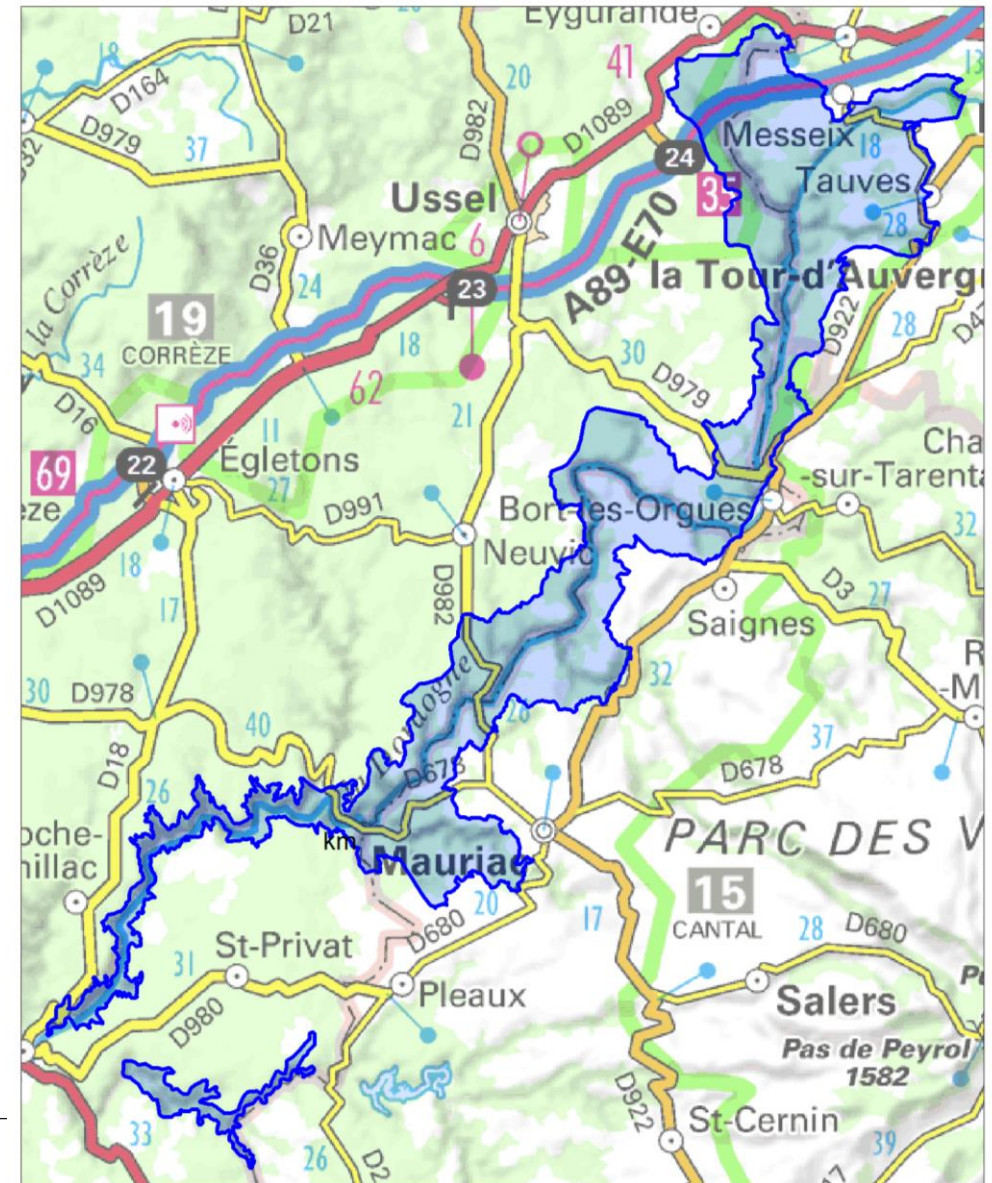 Eygurande
D21
18
20
41
13
D164
D979
37
D982
D1089
24
Messeix
18
Tauves
35
28
Ussel
Meymac
6
D36
24
la Corrèze
23
A89-E70
la Tour-d'Auverg
19
CORRÈZE
34
18
62
30
D979
D922
28
D16
21
11
22
Égletons
27
69
D991
Bort-les-Orgues
Cha
-sur-Tarenta
32
Neuvic
D1089
18
17
D982
D3
27
Saignes
30
D978
40
32
Dordogne
28
37
D18
26
D678
D678
km
Mauriac
PARC DES V
20
15
CANTAL
17
28
D680
D680
St-Privat
31
Pleaux
D980
Salers
Pas de Peyrol
1582
D922
St-Cernin
33
26
39